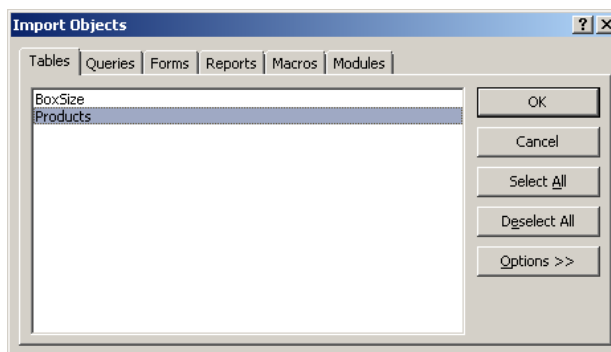 Import Objects
Tables Queries Forms Reports Macros Modules
BoxSize
Products
OK
Cancel
Select All
Deselect All
Options >>